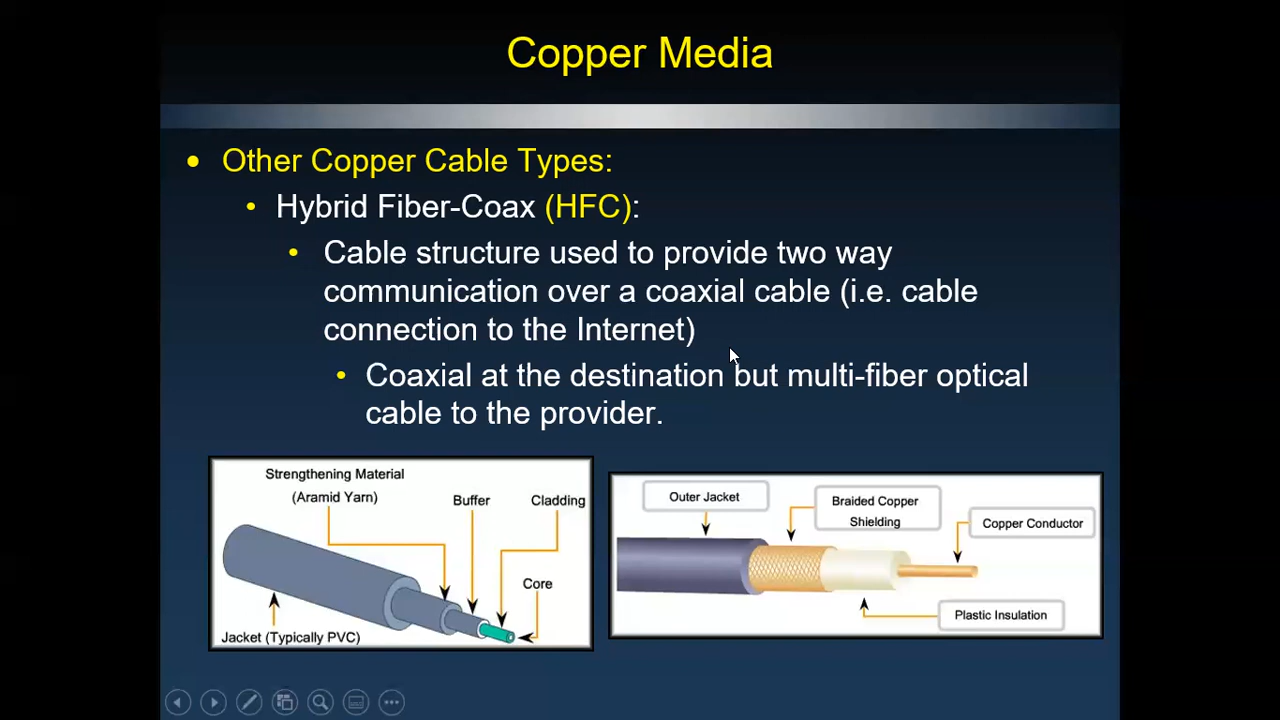 Copper Media
• Other Copper Cable Types:
• Hybrid Fiber-Coax (HFC):
• Cable structure used to provide two way
communication over a coaxial cable (i.e. cable
connection to the Internet)
• Coaxial at the destination but multi-fiber optical
cable to the provider.
Strengthening Material
(Aramid Yarn)
Buffer
Cladding
Core
Jacket (Typically PVC)
Outer Jacket
Braided Copper
Shielding
Copper Conductor
Plastic Insulation